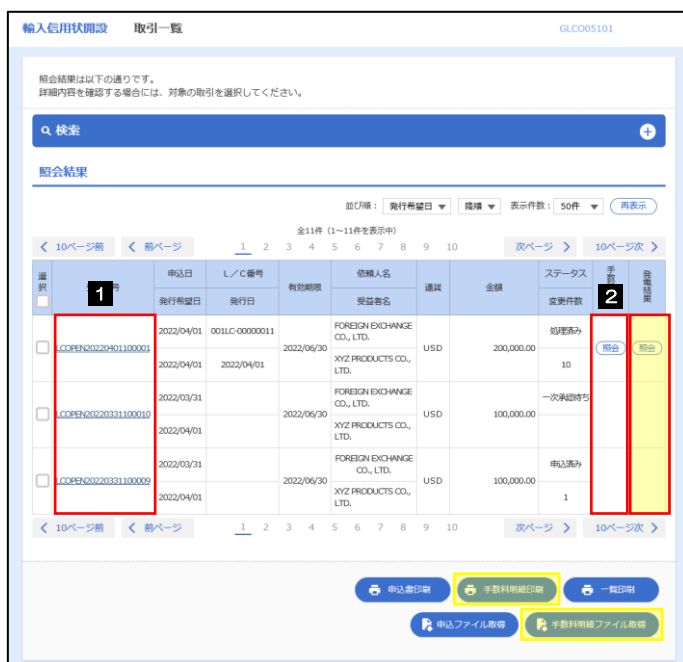 輸入信用状開設 取引一覧 GLCO05101
照会結果は以下の通りです。
詳細内容を確認する場合には、対象の取引を選択してください。
検索
照会結果
並び順： 発行希望日 ▼ 降順 ▼ 表示件数： 50件 ▼ 再表示
全11件（1～11件を表示中）
10ページ前 前ページ 1 2 3 4 5 6 7 8 9 10 次ページ 10ページ次
選択 号 申込日 L／C番号 有効期限 依頼人名 通貨 金額 ステータス 手数 発電結果
発行希望日 発行日 受益者名 変更件数
1 2
LCOPEN20220401100001 2022/04/01 001LC-00000011 2022/06/30 FOREIGN EXCHANGE CO., LTD. USD 200,000.00 処理済み 照会 照会
2022/04/01 2022/04/01 XYZ PRODUCTS CO., LTD. 10
LCOPEN20220331100010 2022/03/31 2022/06/30 FOREIGN EXCHANGE CO., LTD. USD 100,000.00 一次承認待ち
2022/04/01 XYZ PRODUCTS CO., LTD.
LCOPEN20220331100009 2022/03/31 2022/06/30 FOREIGN EXCHANGE CO., LTD. USD 100,000.00 申込済み
2022/04/01 XYZ PRODUCTS CO., LTD. 1
10ページ前 前ページ 1 2 3 4 5 6 7 8 9 10 次ページ 10ページ次
申込書印刷 手数料明細印刷 一覧印刷
申込ファイル取得 手数料明細ファイル取得